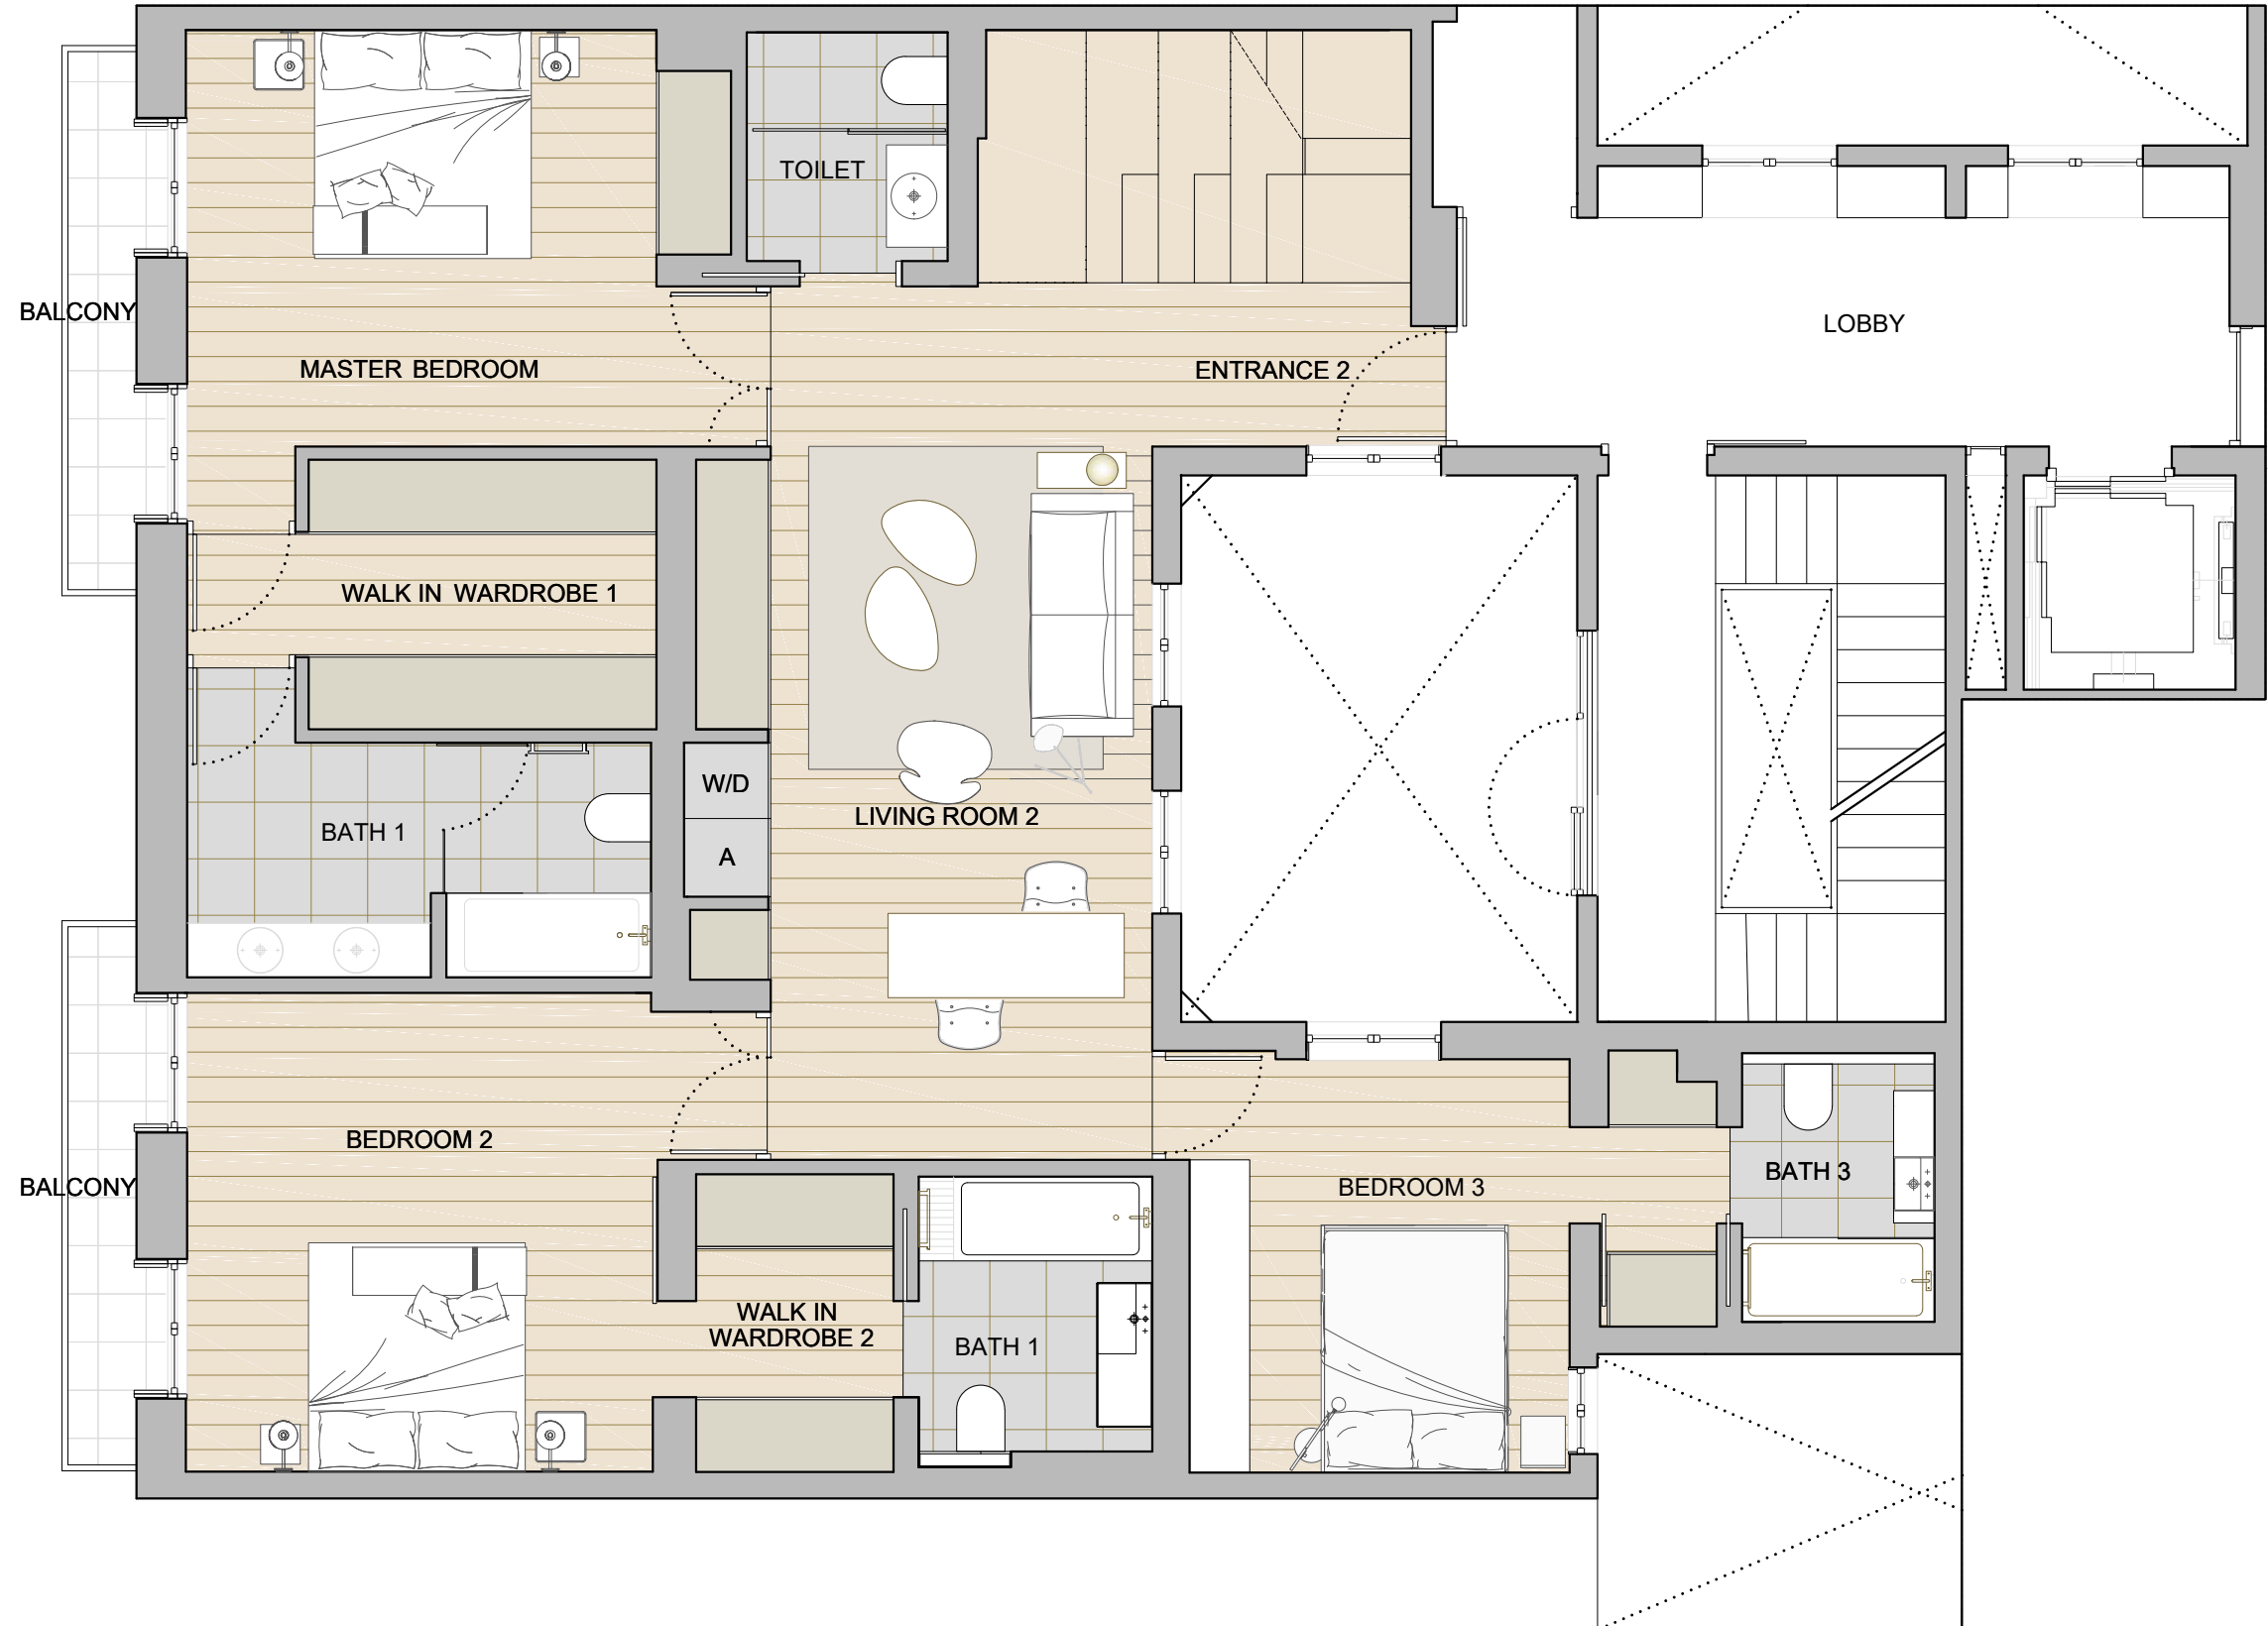 TOILET
BALCONY
LOBBY
MASTER BEDROOM
ENTRANCE 2
WALK IN WARDROBE 1
W/D
LIVING ROOM 2
BATH 1
A
BEDROOM 2
BATH 3
BALCONY
BEDROOM 3
WALK IN
WARDROBE 2
BATH 1